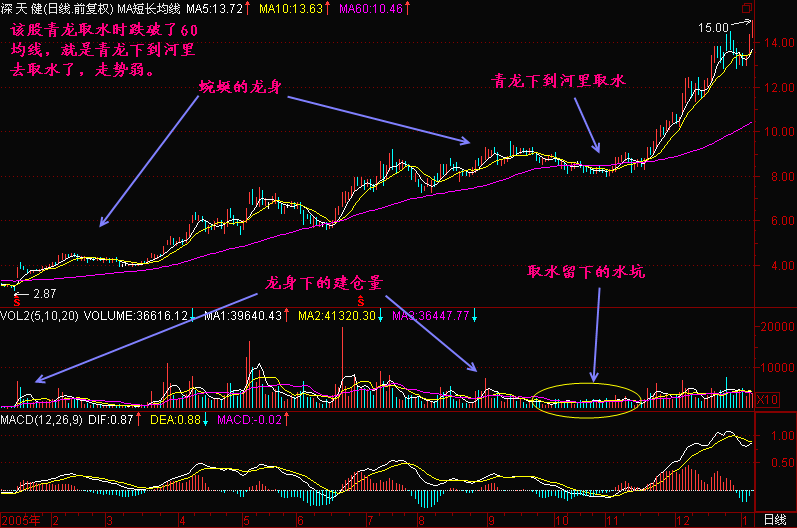 深天健(日线.前复权) MA短长均线 MA5:13.72 MA10:13.63 MA60:10.46
该股青龙取水时跌破了60
均线，就是青龙下到河里
去取水了，走势弱。
15.00
14.00
蜿蜒的龙身
青龙下到河里取水
12.00
10.00
8.00
6.00
4.00
取水留下的水坑
龙身下的建仓量
2.87
S
S
VOL2(5,10,20) VOLUME:36616.12 MA1:39640.43 MA2:41320.30 MA3:36447.77
20000
10000
X10
MACD(12,26,9) DIF:0.87 DEA:0.88 MACD:-0.02
1.00
0.50
2005年 2 3 4 5 6 7 8 9 10 11 12 1 日线